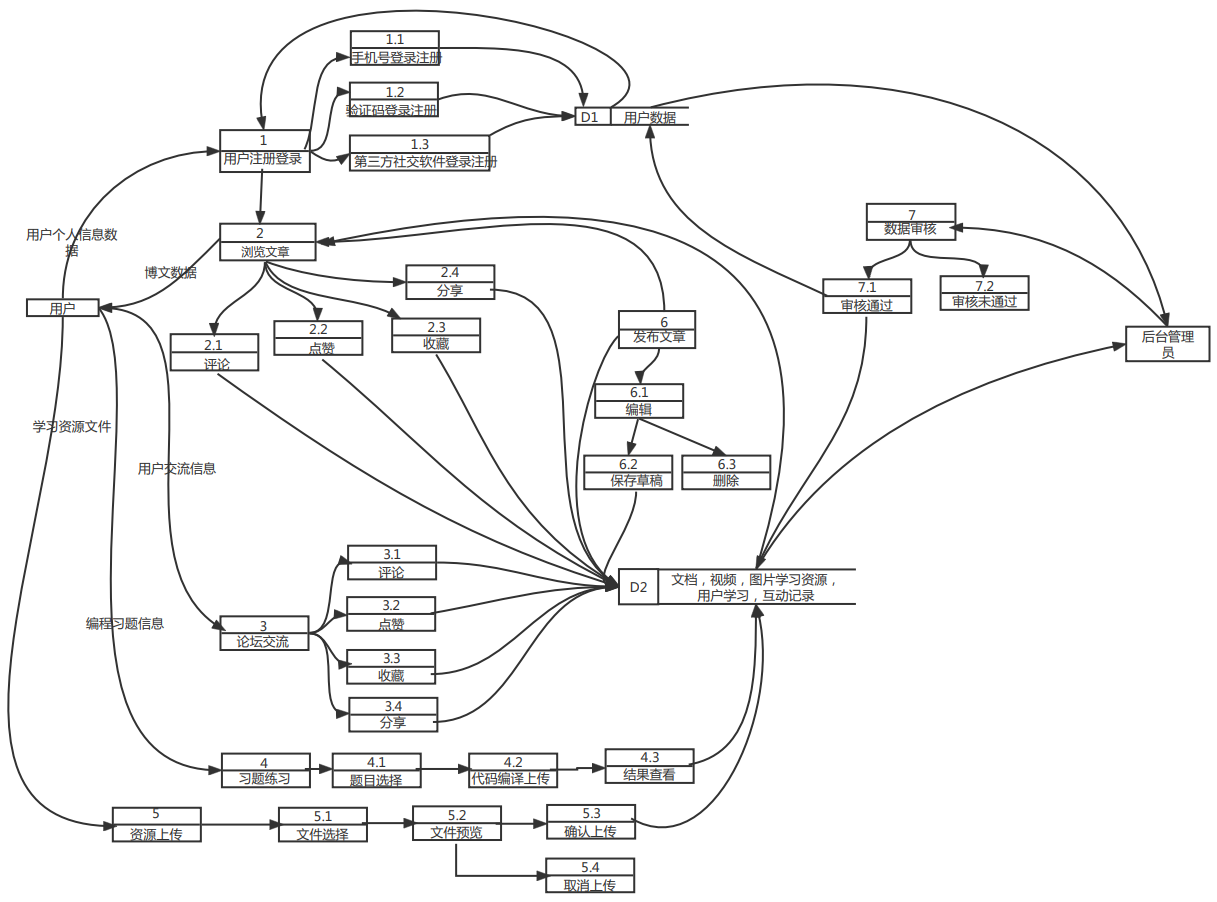 1.1
手机号登录注册
1.2
验证码登录注册
D1
用户数据
1
用户注册登录
1.3
第三方社交软件登录注册
用户个人信息数
据
2
浏览文章
7
数据审核
博文数据
2.4
分享
7.1
审核通过
7.2
审核未通过
用户
2.1
评论
2.2
点赞
2.3
收藏
6
发布文章
后台管理
员
6.1
编辑
学习资源文件
用户交流信息
6.2
保存草稿
6.3
删除
3.1
评论
D2
文档，视频，图片学习资源，
用户学习，互动记录
编程习题信息
3
论坛交流
3.2
点赞
3.3
收藏
3.4
分享
4
习题练习
4.1
题目选择
4.2
代码编译上传
4.3
结果查看
5
资源上传
5.1
文件选择
5.2
文件预览
5.3
确认上传
5.4
取消上传